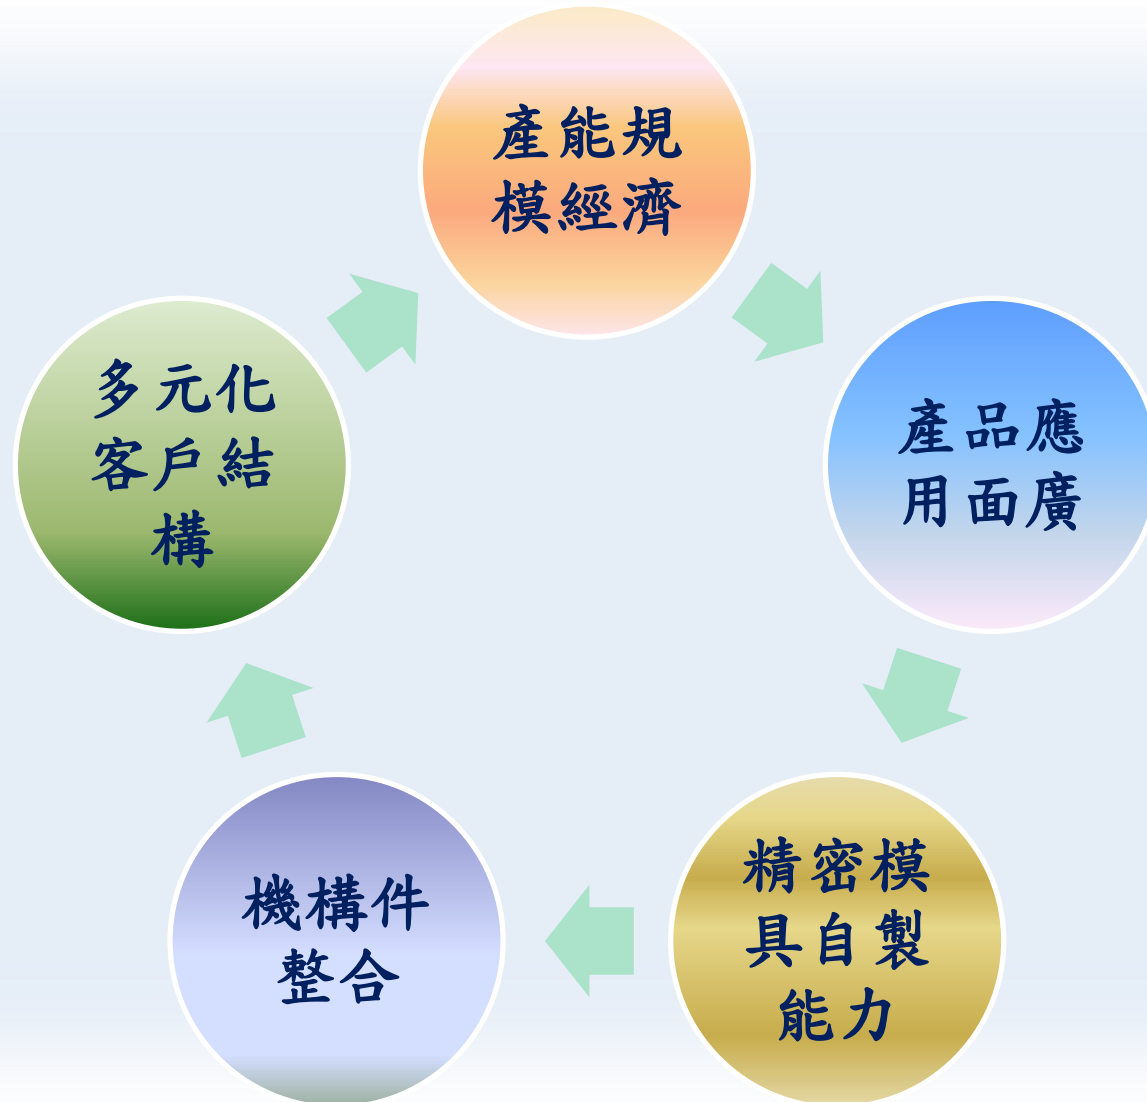 產能規
模經濟
產品應
用面廣
精密模
具自製
能力
機構件
整合
多元化
客戶結
構